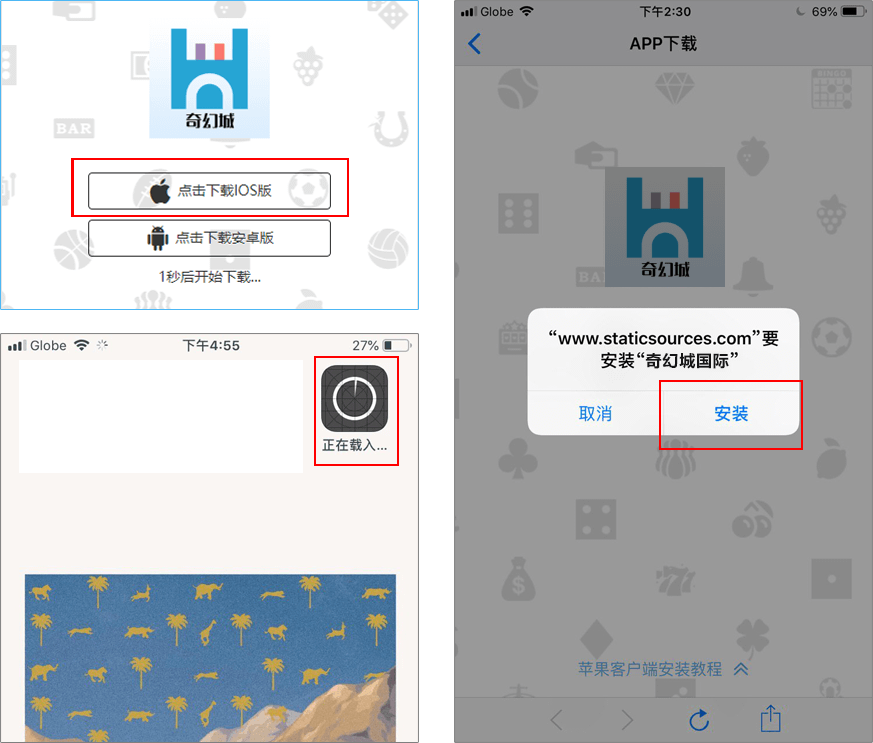 奇幻城
BAR
点击下载IOS版
点击下载安卓版
1秒后开始下载...
Globe
下午4:55
27%
正在载入...
Globe
下午2:30
69%
APP下载
BINGO
奇幻城
BAR
“www.staticsources.com”要
安装“奇幻城国际”
取消
安装
777
苹果客户端安装教程